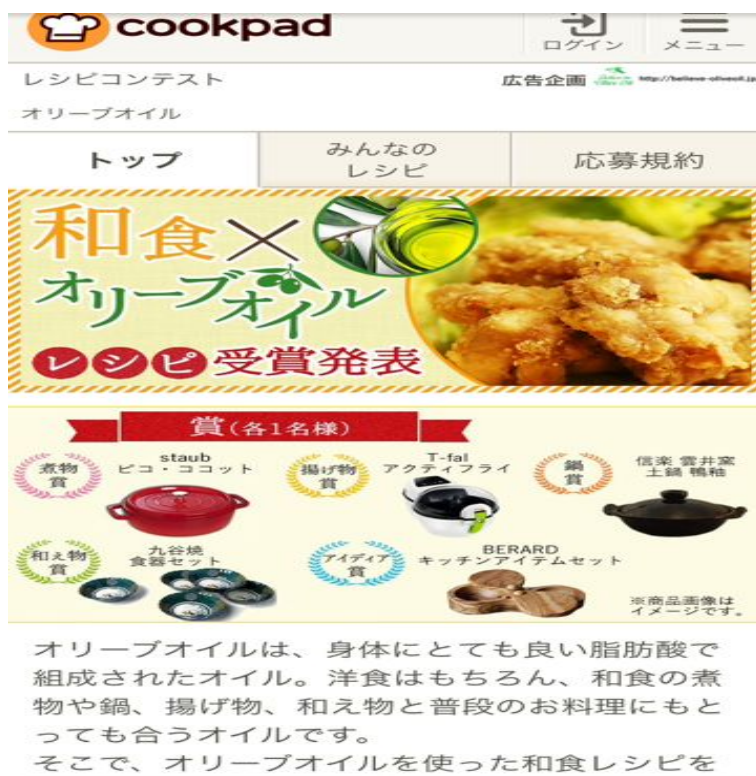 cookpad
ログイン
メニュー
レシピコンテスト
広告企画
http://believe-oliveoil.jp
オリーブオイル
トップ
みんなの
レシピ
応募規約
和食×
オリーブオイル
レシピ受賞発表
賞(各1名様)
煮物
賞
staub
ピコ・ココット
揚げ物
賞
T-fal
アクティフライ
鍋
賞
信楽 雲井窯
土鍋 鴨釉
和え物
賞
九谷焼
食器セット
アイディア
賞
BERARD
キッチンアイテムセット
※商品画像は
イメージです。
オリーブオイルは、身体にとても良い脂肪酸で
組成されたオイル。洋食はもちろん、和食の煮
物や鍋、揚げ物、和え物と普段のお料理にもと
っても合うオイルです。
そこで、オリーブオイルを使った和食レシピを